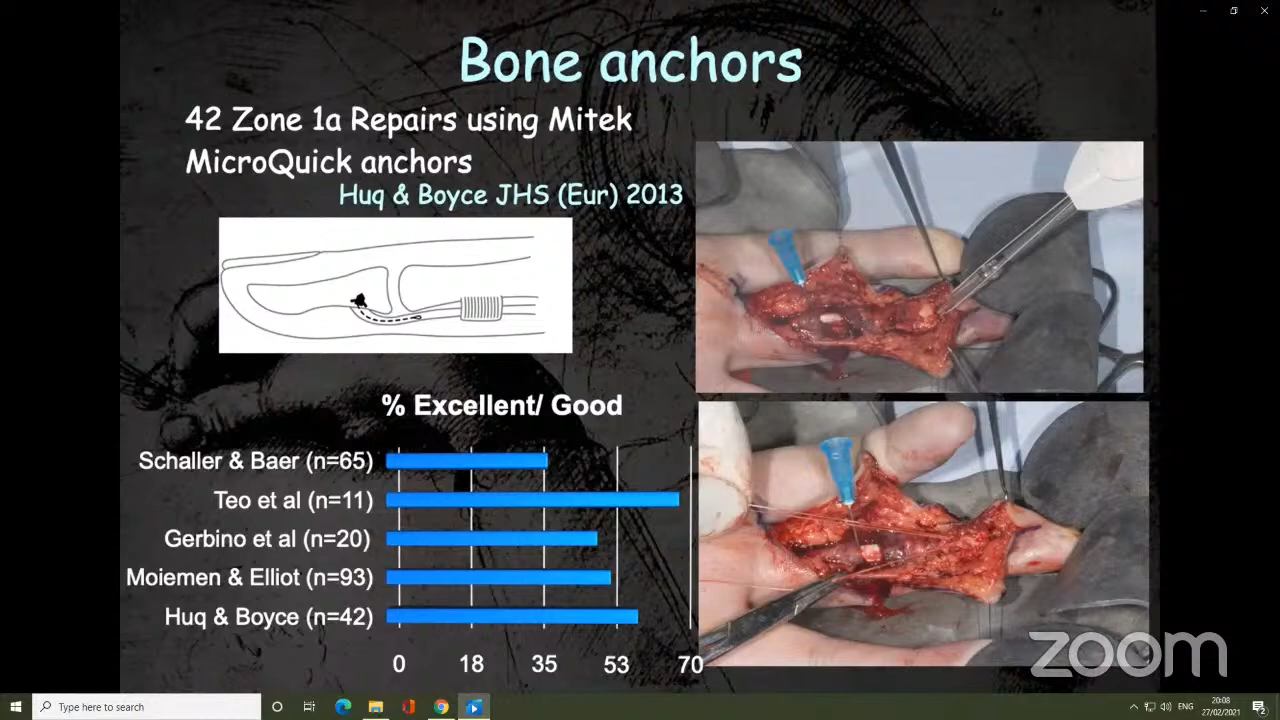 Bone anchors
42 Zone 1a Repairs using Mitek
MicroQuick anchors
Huq & Boyce JHS (Eur) 2013
% Excellent/ Good
Schaller & Baer (n=65)
Teo et al (n=11)
Gerbino et al (n=20)
Moiemen & Elliot (n=93)
Huq & Boyce (n=42)
0 18 35 53 70
zoom
Type here to search
ENG
20:08
27/02/2021
2